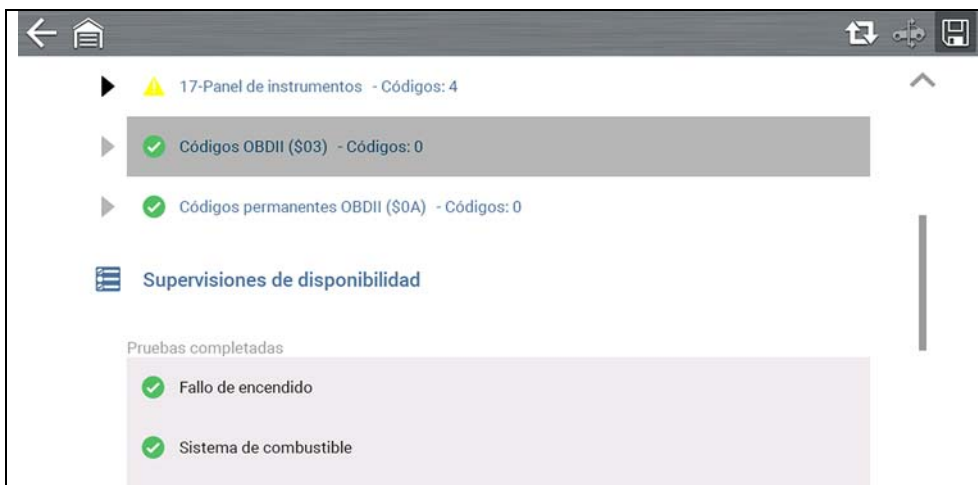 17-Panel de instrumentos - Códigos: 4
Códigos OBDII ($03) - Códigos: 0
Códigos permanentes OBDII ($0A) - Códigos: 0
Supervisiones de disponibilidad
Pruebas completadas
Fallo de encendido
Sistema de combustible